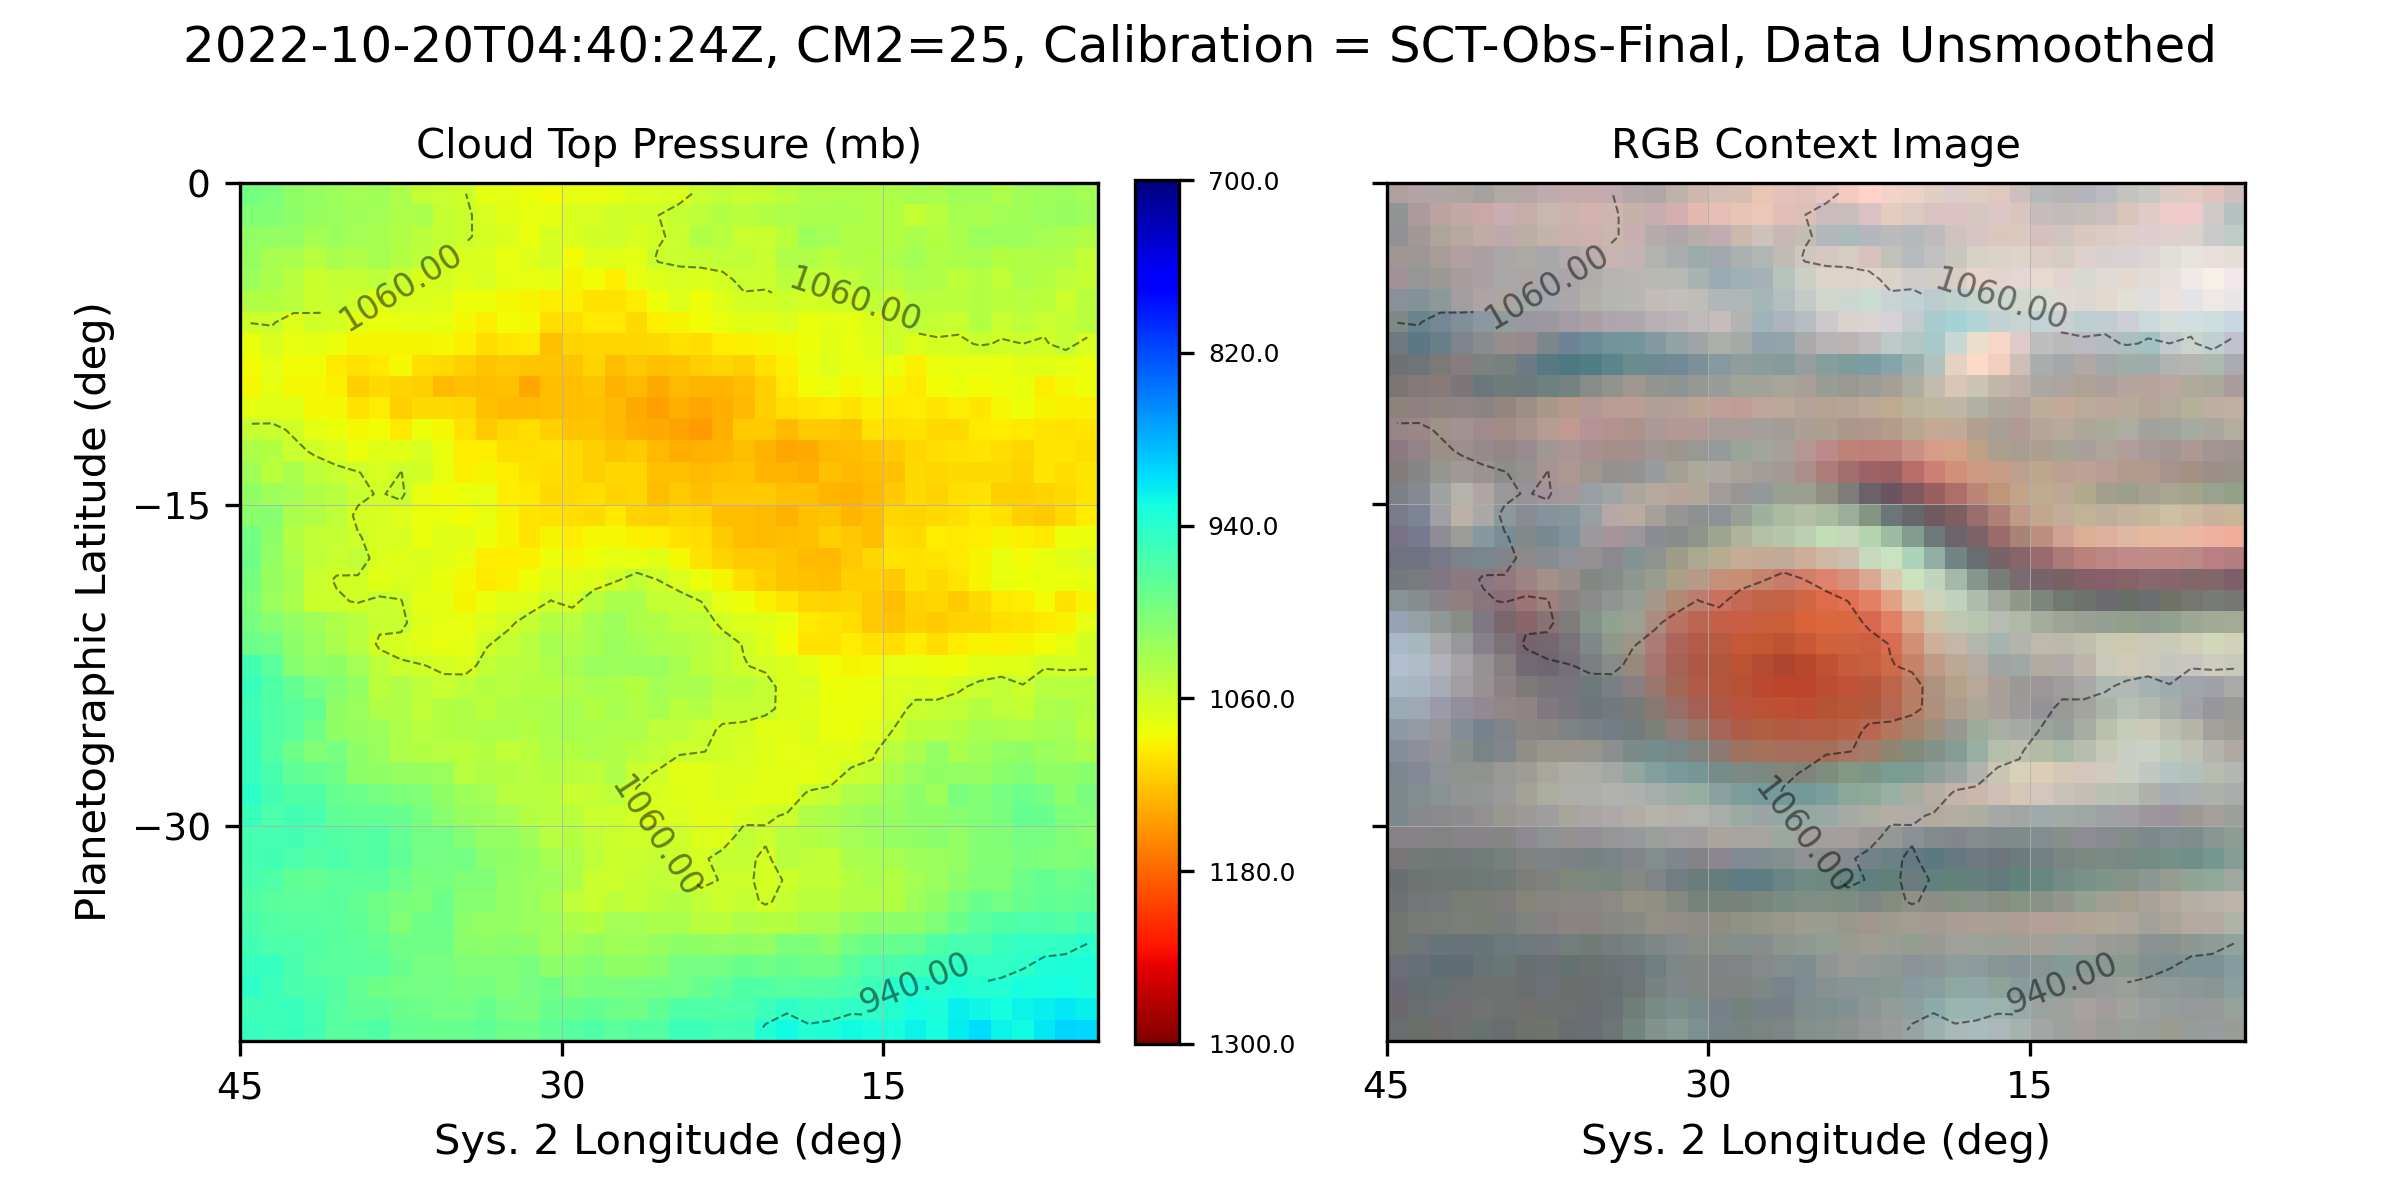 2022-10-20T04:40:24Z, CM2=25, Calibration = SCT-Obs-Final, Data Unsmoothed
Cloud Top Pressure (mb)
0
−15
−30
Planetographic Latitude (deg)
45 30 15
Sys. 2 Longitude (deg)
1060.00
1060.00
1060.00
940.00
700.0
820.0
940.0
1060.0
1180.0
1300.0
RGB Context Image
1060.00
1060.00
1060.00
940.00
45 30 15
Sys. 2 Longitude (deg)